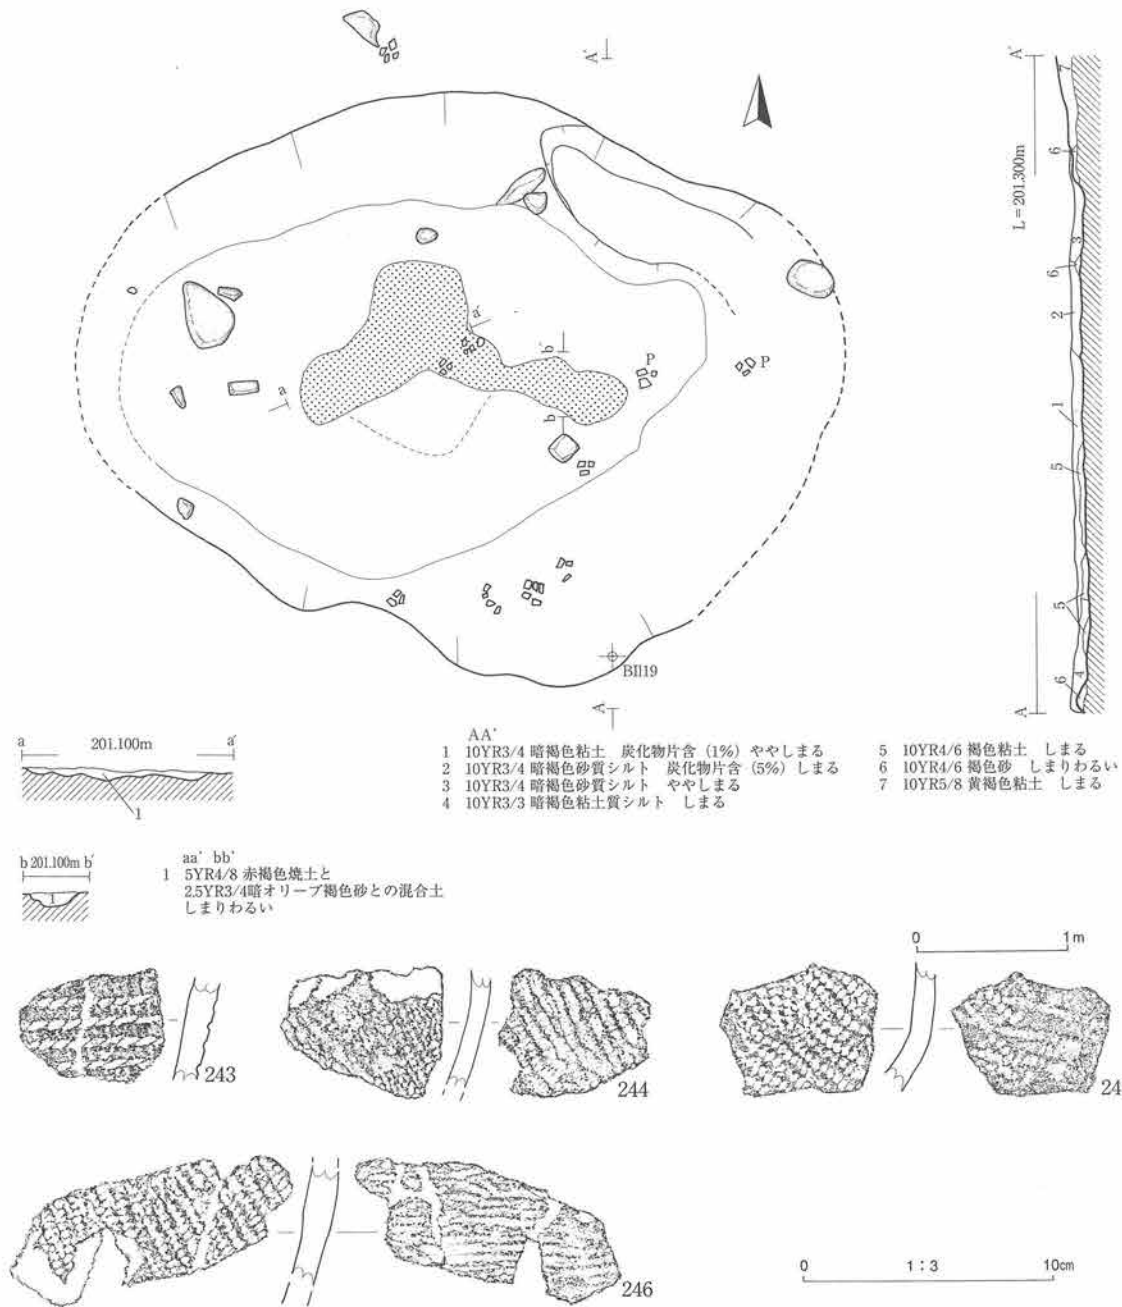 A'
A'
7
6
L=201.300m
3
6
2
a'
b'
P
P
a
b
1
5
5
4
6
BII19
A
A
a 201.100m a'
1
AA'
1 10YR3/4 暗褐色粘土 炭化物片含 (1%) ややしまる
2 10YR3/4 暗褐色砂質シルト 炭化物片含 (5%) しまる
3 10YR3/4 暗褐色砂質シルト ややしまる
4 10YR3/3 暗褐色粘土質シルト しまる
5 10YR4/6 褐色粘土 しまる
6 10YR4/6 褐色砂 しまりわるい
7 10YR5/8 黄褐色粘土 しまる
b 201.100m b'
1
aa' bb'
1 5YR4/8 赤褐色焼土と
2.5YR3/4暗オリーブ褐色砂との混合土
しまりわるい
0 1m
243
244
24
246
0 1:3 10cm